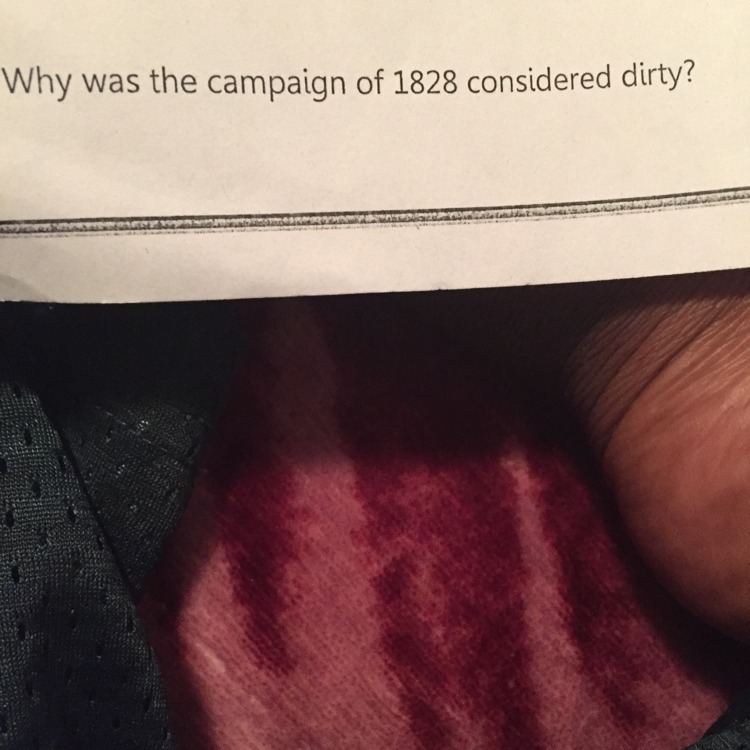 Why was the campaign of 1828 considered dirty?